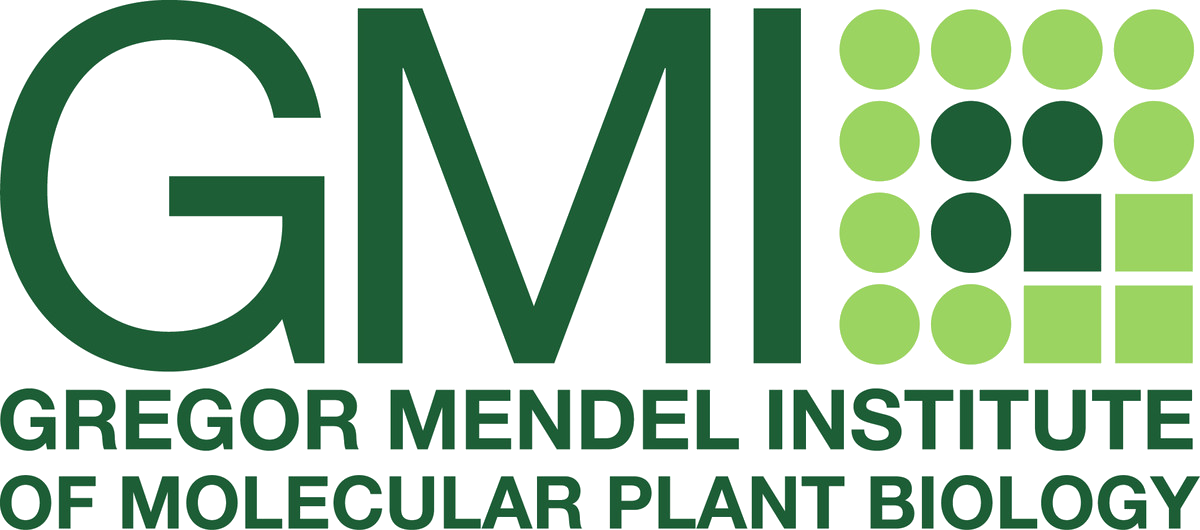 GMI
GREGOR MENDEL INSTITUTE
OF MOLECULAR PLANT BIOLOGY